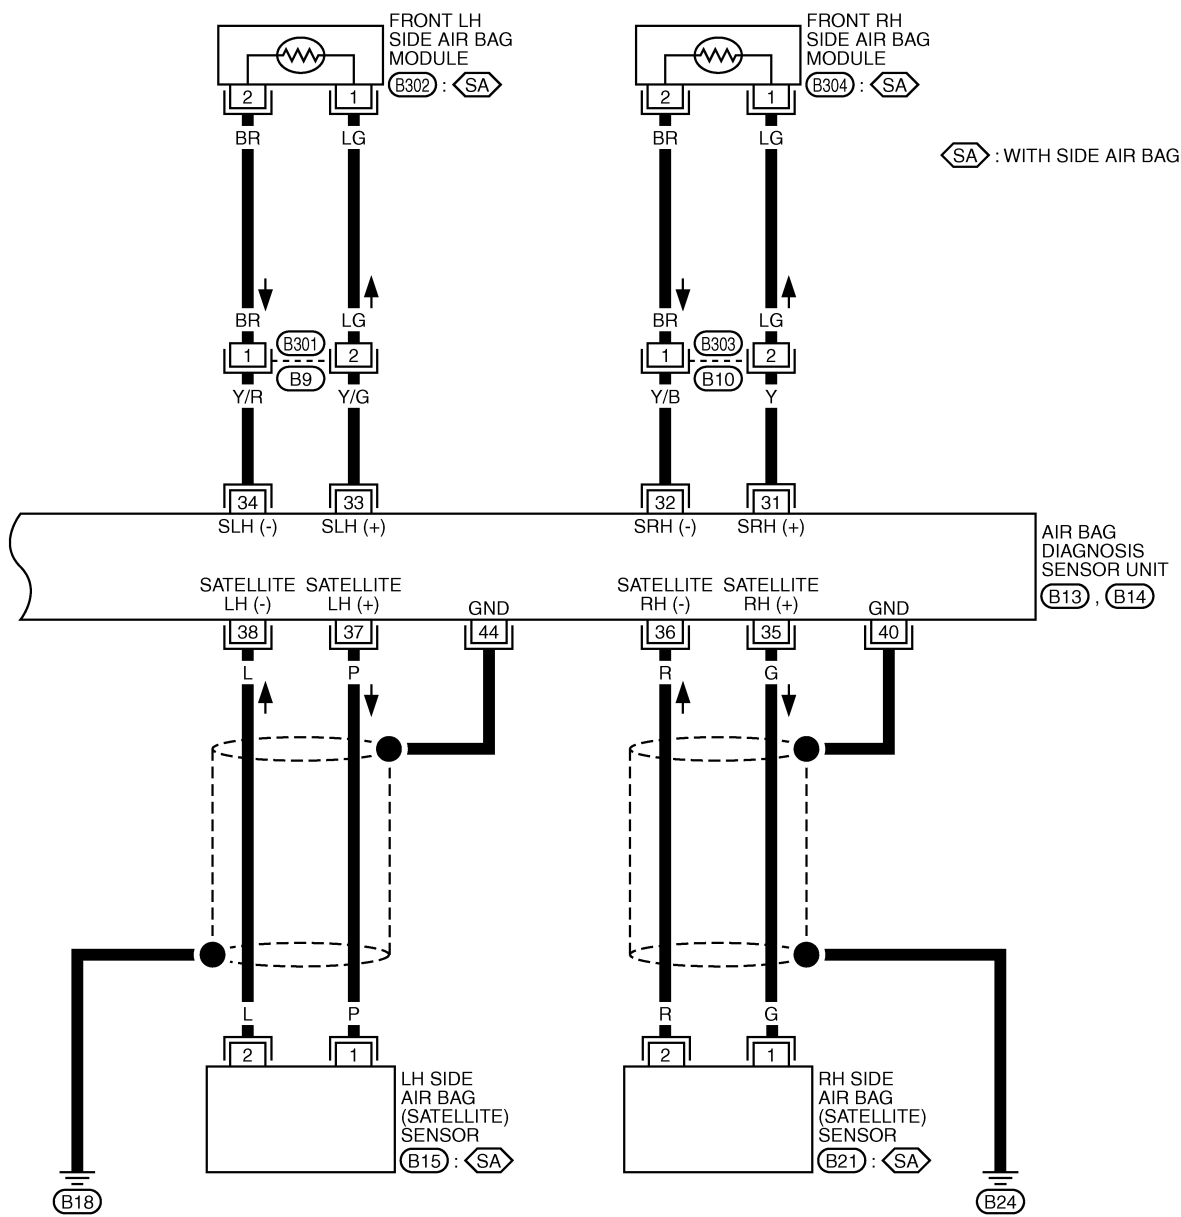 FRONT LH
SIDE AIR BAG
MODULE
B302 : SA
FRONT RH
SIDE AIR BAG
MODULE
B304 : SA
2 1
2 1
BR LG
BR LG
SA : WITH SIDE AIR BAG
BR LG
BR LG
1 B301 2
B9
1 B303 2
B10
Y/R Y/G
Y/B Y
34 33
32 31
SLH (-) SLH (+)
SRH (-) SRH (+)
AIR BAG
DIAGNOSIS
SENSOR UNIT
B13 , B14
SATELLITE
LH (-)
SATELLITE
LH (+)
GND
SATELLITE
RH (-)
SATELLITE
RH (+)
GND
38 37 44
36 35 40
L P
R G
L P
R G
2 1
2 1
LH SIDE
AIR BAG
(SATELLITE)
SENSOR
B15 : SA
RH SIDE
AIR BAG
(SATELLITE)
SENSOR
B21 : SA
B18
B24